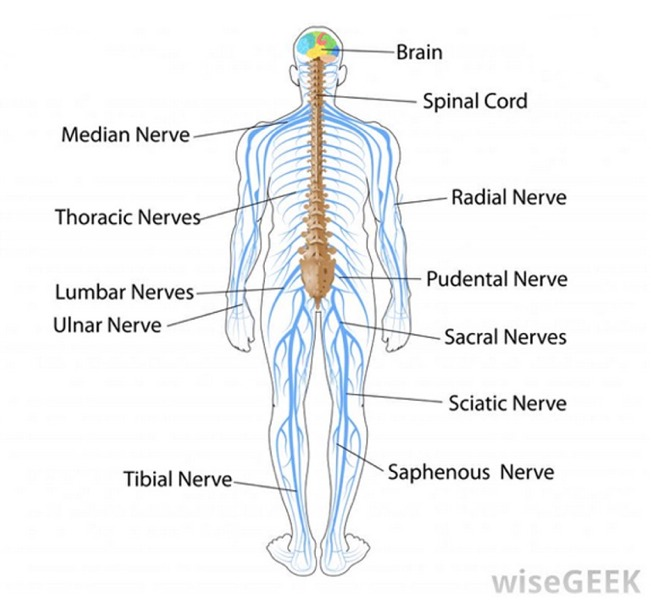 Brain
Spinal Cord
Median Nerve
Radial Nerve
Thoracic Nerves
Pudental Nerve
Lumbar Nerves
Ulnar Nerve
Sacral Nerves
Sciatic Nerve
Saphenous Nerve
Tibial Nerve
wiseGEEK